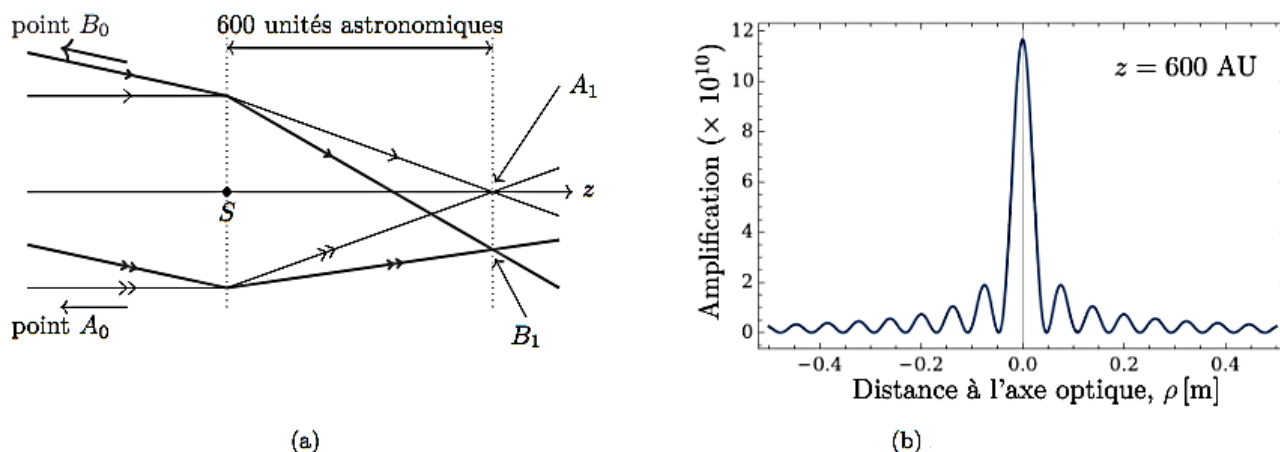 point B₀
600 unités astronomiques
A₁
z
S
point A₀
B₁
(a)
Amplification (× 10¹⁰)
12
10
8
6
4
2
0
z = 600 AU
−0.4
−0.2
0.0
0.2
0.4
Distance à l'axe optique, ρ [m]
(b)